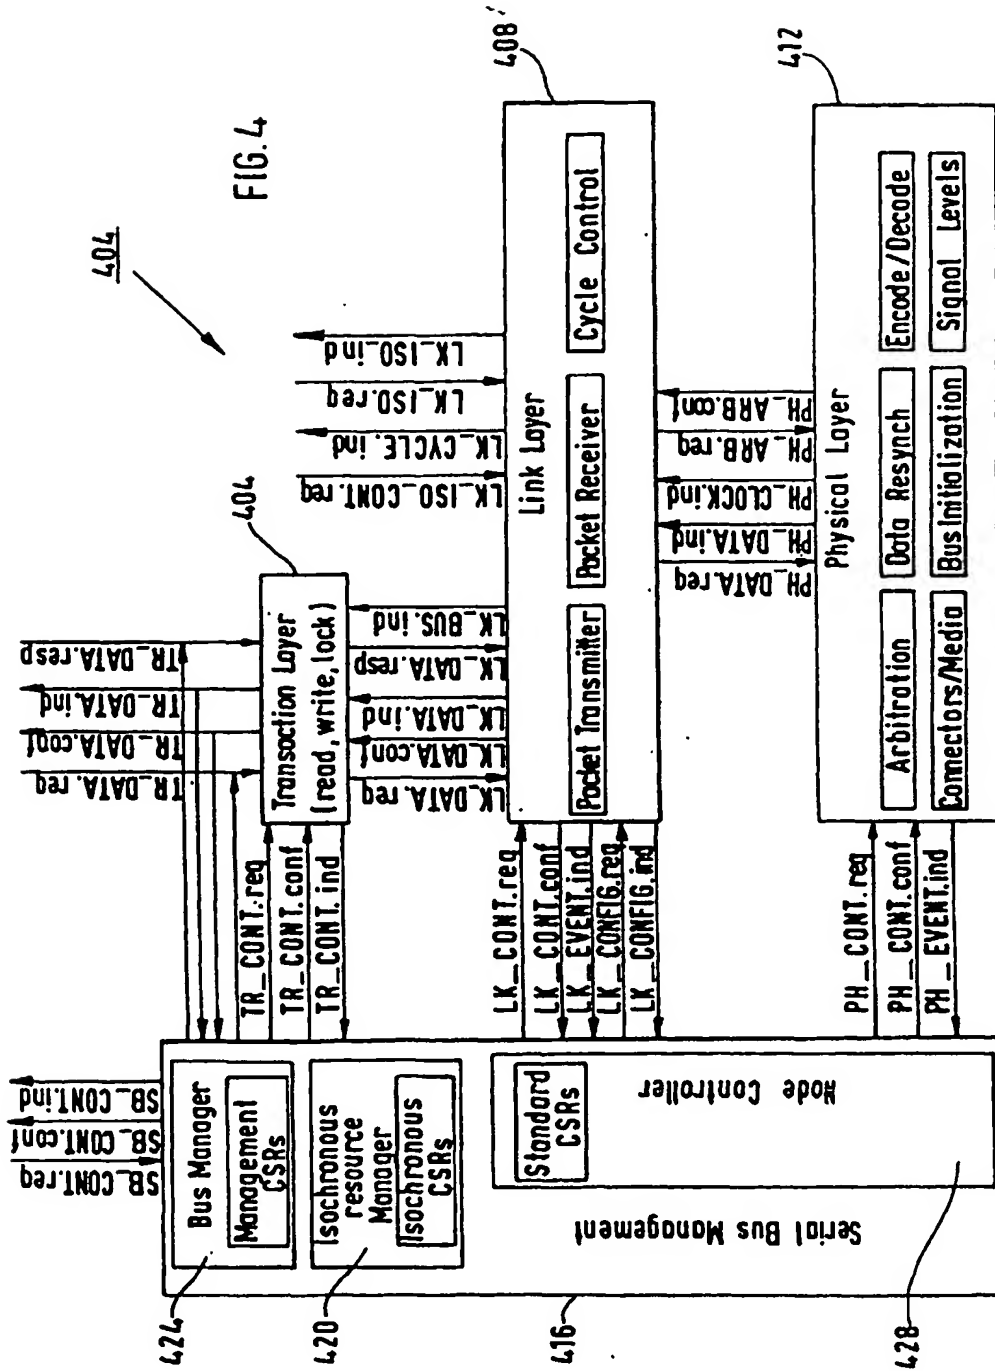 FIG. 4
404
SB_CONT.req
SB_CONT.conf
SB_CONT.ind
TR_DATA.req
TR_DATA.conf
TR_DATA.ind
TR_DATA.resp
424
Bus Manager
Management
CSRs
420
Isochronous
resource
Manager
Isochronous
CSRs
416
Serial Bus Management
Standard
CSRs
Node Controller
428
TR_CONT.req
TR_CONT.conf
TR_CONT.ind
404
Transaction Layer
(read, write, lock)
LK_DATA.req
LK_DATA.conf
LK_DATA.ind
LK_DATA.resp
LK_BUS.ind
LK_ISO_CONT.req
LK_CYCLE.ind
LK_ISO.req
LK_ISO.ind
LK_CONT.req
LK_CONT.conf
LK_EVENT.ind
LK_CONFIG.req
LK_CONFIG.ind
408
Link Layer
Packet Transmitter
Packet Receiver
Cycle Control
PH_DATA.req
PH_DATA.ind
PH_CLOCK.ind
PH_ARB.req
PH_ARB.conf
PH_CONT.req
PH_CONT.conf
PH_EVENT.ind
412
Physical Layer
Arbitration
Data Resynch
Encode/Decode
Connectors/Media
Bus Initialization
Signal Levels